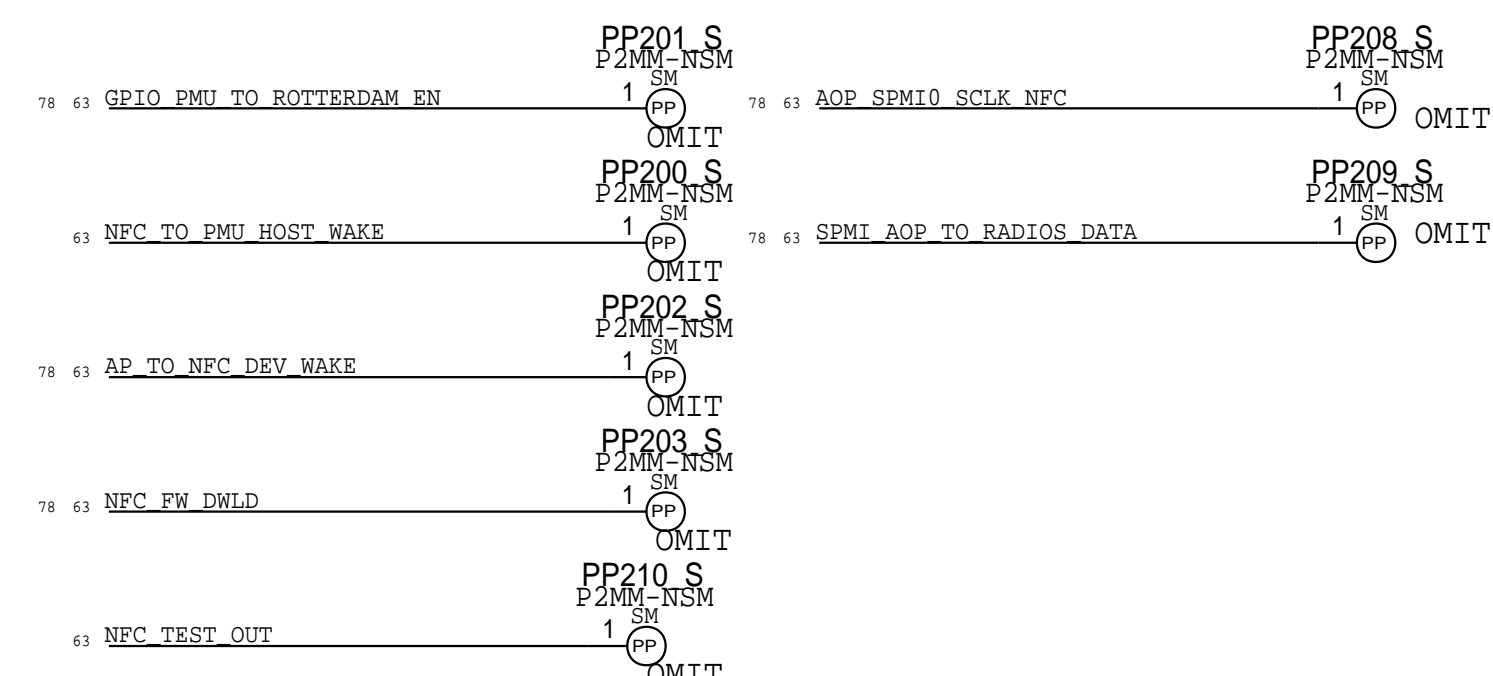 PP201_S
P2MM-NSM
SM
78 63 GPIO_PMU_TO_ROTTERDAM_EN 1 PP
OMIT
PP200_S
P2MM-NSM
SM
63 NFC_TO_PMU_HOST_WAKE 1 PP
OMIT
PP202_S
P2MM-NSM
SM
78 63 AP_TO_NFC_DEV_WAKE 1 PP
OMIT
PP203_S
P2MM-NSM
SM
78 63 NFC_FW_DWLD 1 PP
OMIT
PP210_S
P2MM-NSM
SM
63 NFC_TEST_OUT 1 PP
OMIT
PP208_S
P2MM-NSM
SM
78 63 AOP_SPMI0_SCLK_NFC 1 PP OMIT
PP209_S
P2MM-NSM
SM
78 63 SPMI_AOP_TO_RADIOS_DATA 1 PP OMIT